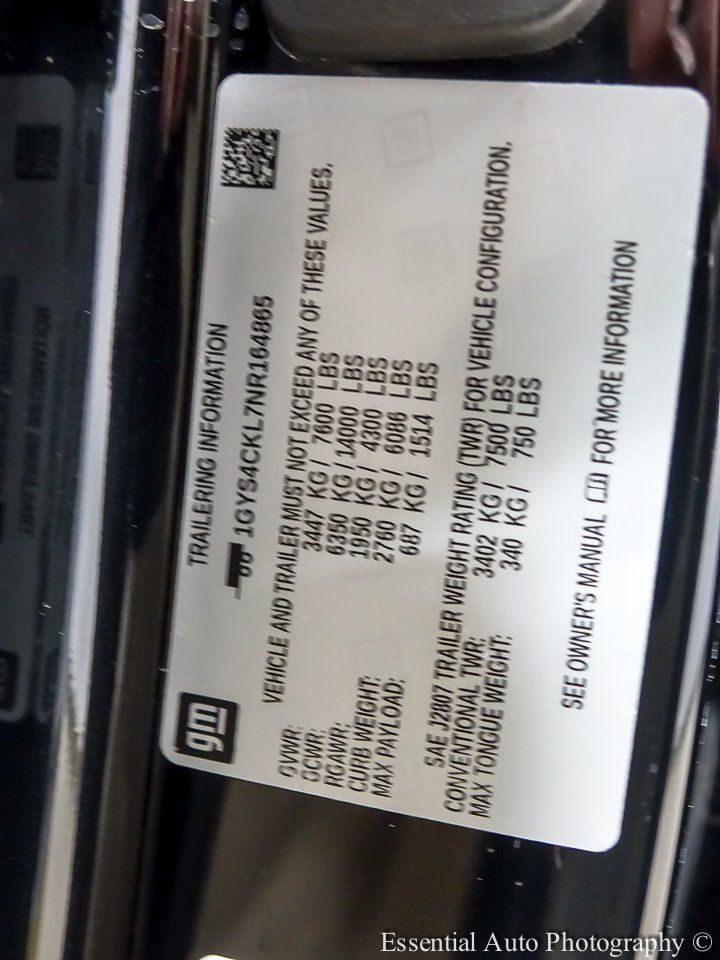 gm
TRAILERING INFORMATION
1GYS4CKL7NR164865
VEHICLE AND TRAILER MUST NOT EXCEED ANY OF THESE VALUES.
GVWR: 3447 KG / 7600 LBS
GCWR: 6350 KG / 14000 LBS
RGAWR: 1950 KG / 4300 LBS
CURB WEIGHT: 2760 KG / 6086 LBS
MAX PAYLOAD: 687 KG / 1514 LBS
SAE J2807 TRAILER WEIGHT RATING (TWR) FOR VEHICLE CONFIGURATION.
CONVENTIONAL TWR: 3402 KG / 7500 LBS
MAX TONGUE WEIGHT: 340 KG / 750 LBS
SEE OWNER'S MANUAL FOR MORE INFORMATION
Essential Auto Photography ©